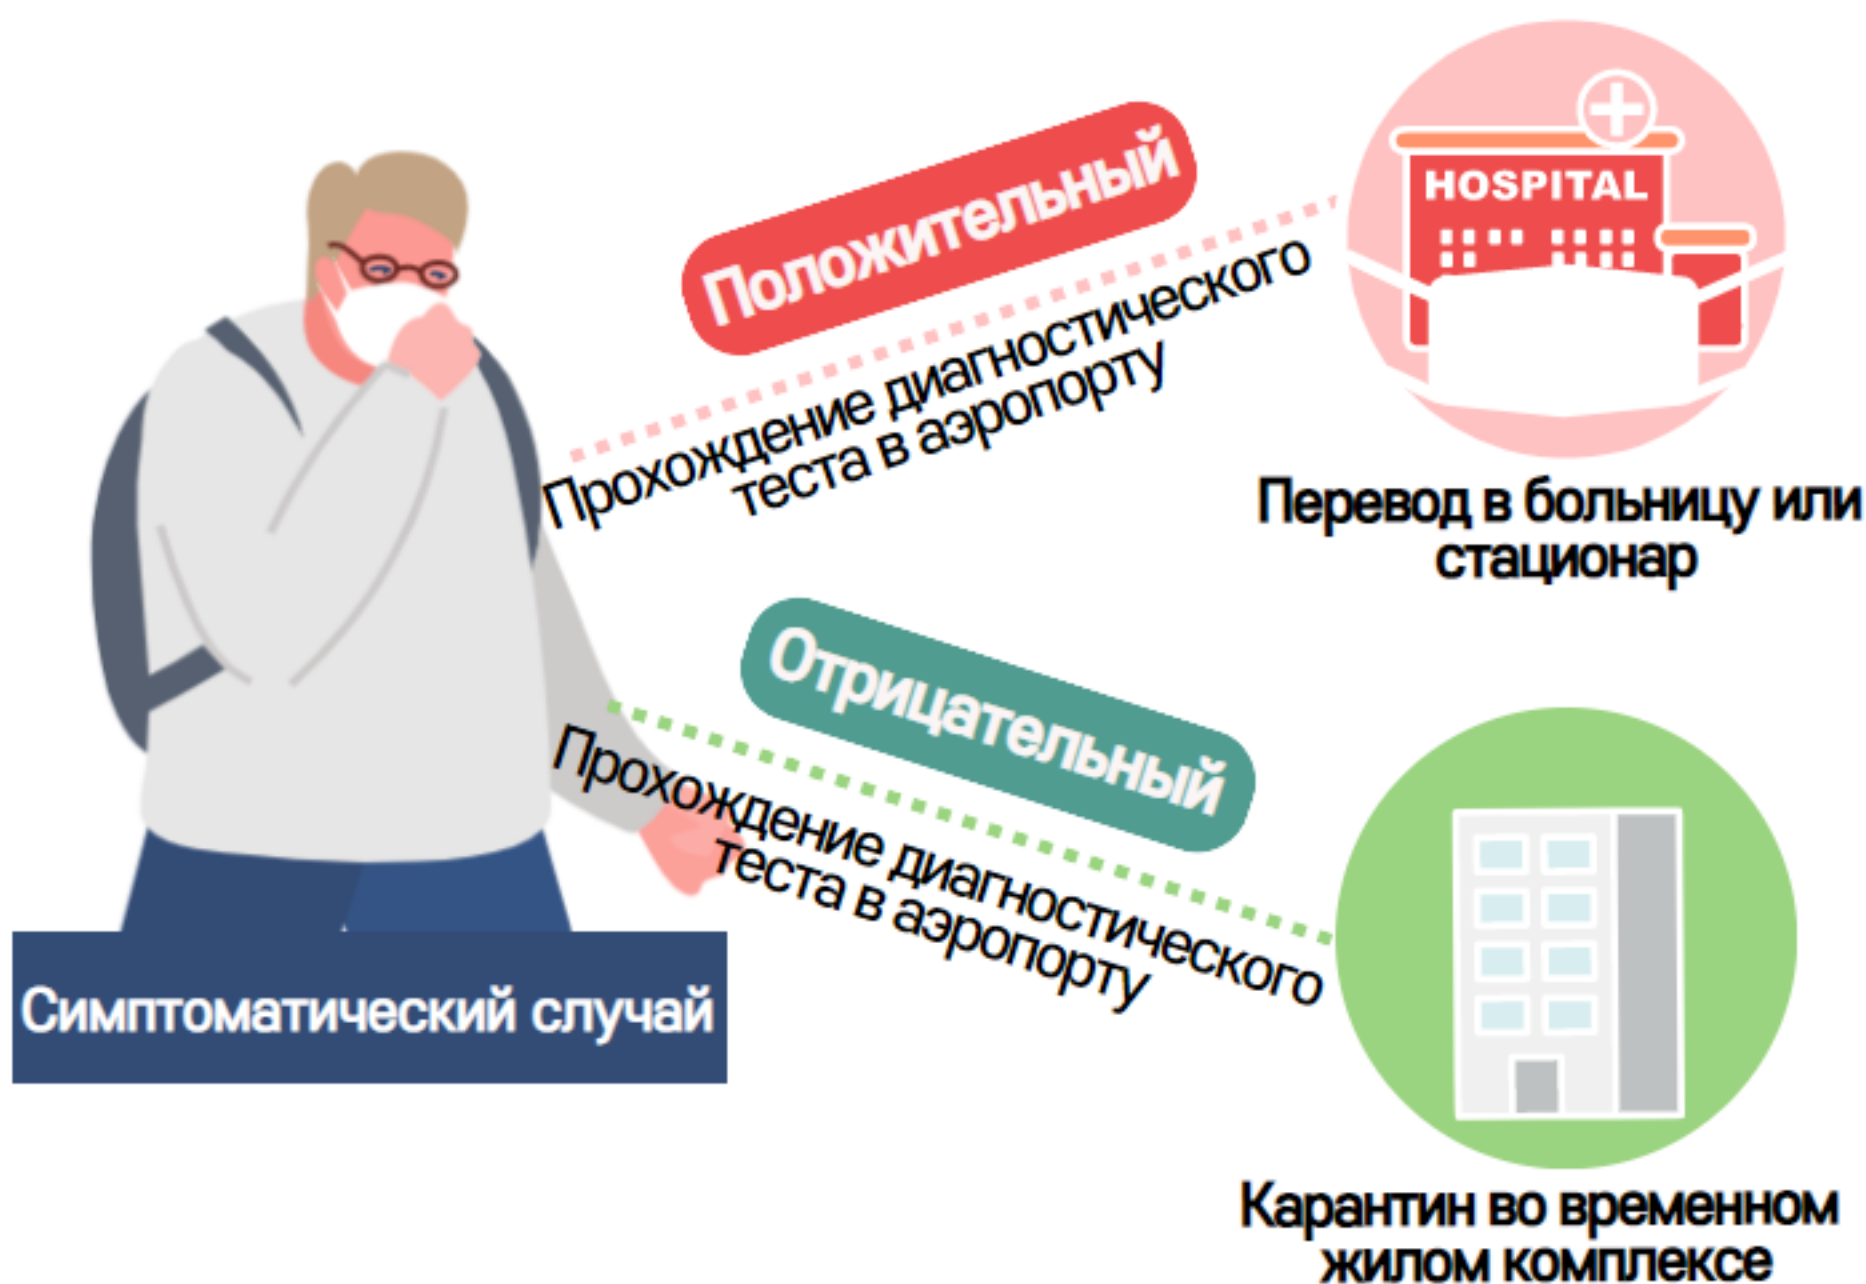 Положительный
Прохождение диагностического
теста в аэропорту
HOSPITAL
Перевод в больницу или
стационар
Отрицательный
Прохождение диагностического
теста в аэропорту
Симптоматический случай
Карантин во временном
жилом комплексе